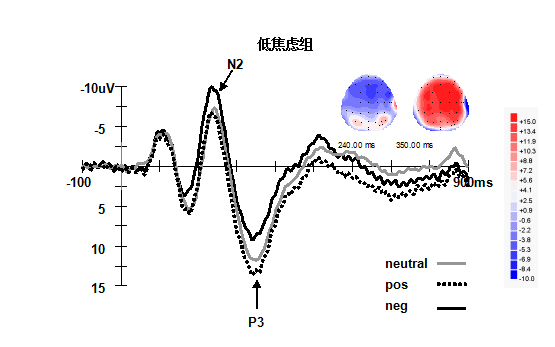 低焦虑组
N2
-10uV
-5
5
10
15
-100
900ms
P3
240.00 ms
350.00 ms
neutral
pos
neg
+15.0
+13.4
+11.9
+10.3
+8.8
+7.2
+5.6
+4.1
+2.5
+0.9
-0.6
-2.2
-3.8
-5.3
-6.9
-8.4
-10.0